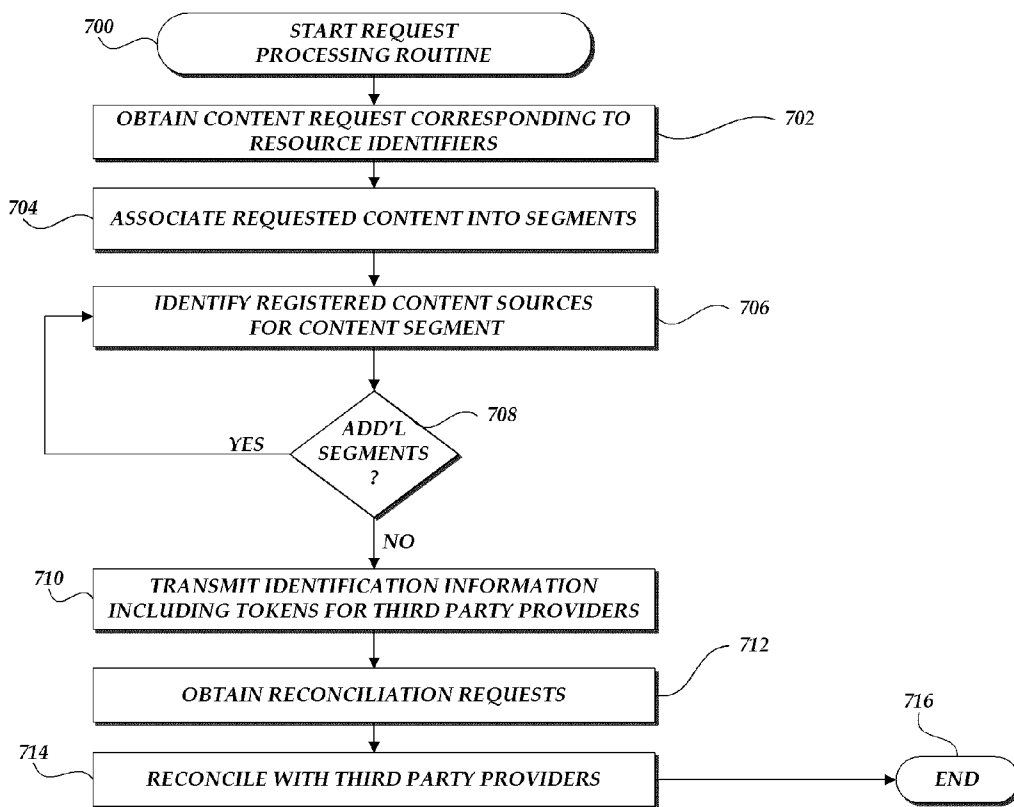 700
START REQUEST
PROCESSING ROUTINE
OBTAIN CONTENT REQUEST CORRESPONDING TO
RESOURCE IDENTIFIERS
702
704
ASSOCIATE REQUESTED CONTENT INTO SEGMENTS
IDENTIFY REGISTERED CONTENT SOURCES
FOR CONTENT SEGMENT
706
708
ADD'L
SEGMENTS
?
YES
NO
710
TRANSMIT IDENTIFICATION INFORMATION
INCLUDING TOKENS FOR THIRD PARTY PROVIDERS
712
OBTAIN RECONCILIATION REQUESTS
714
RECONCILE WITH THIRD PARTY PROVIDERS
716
END